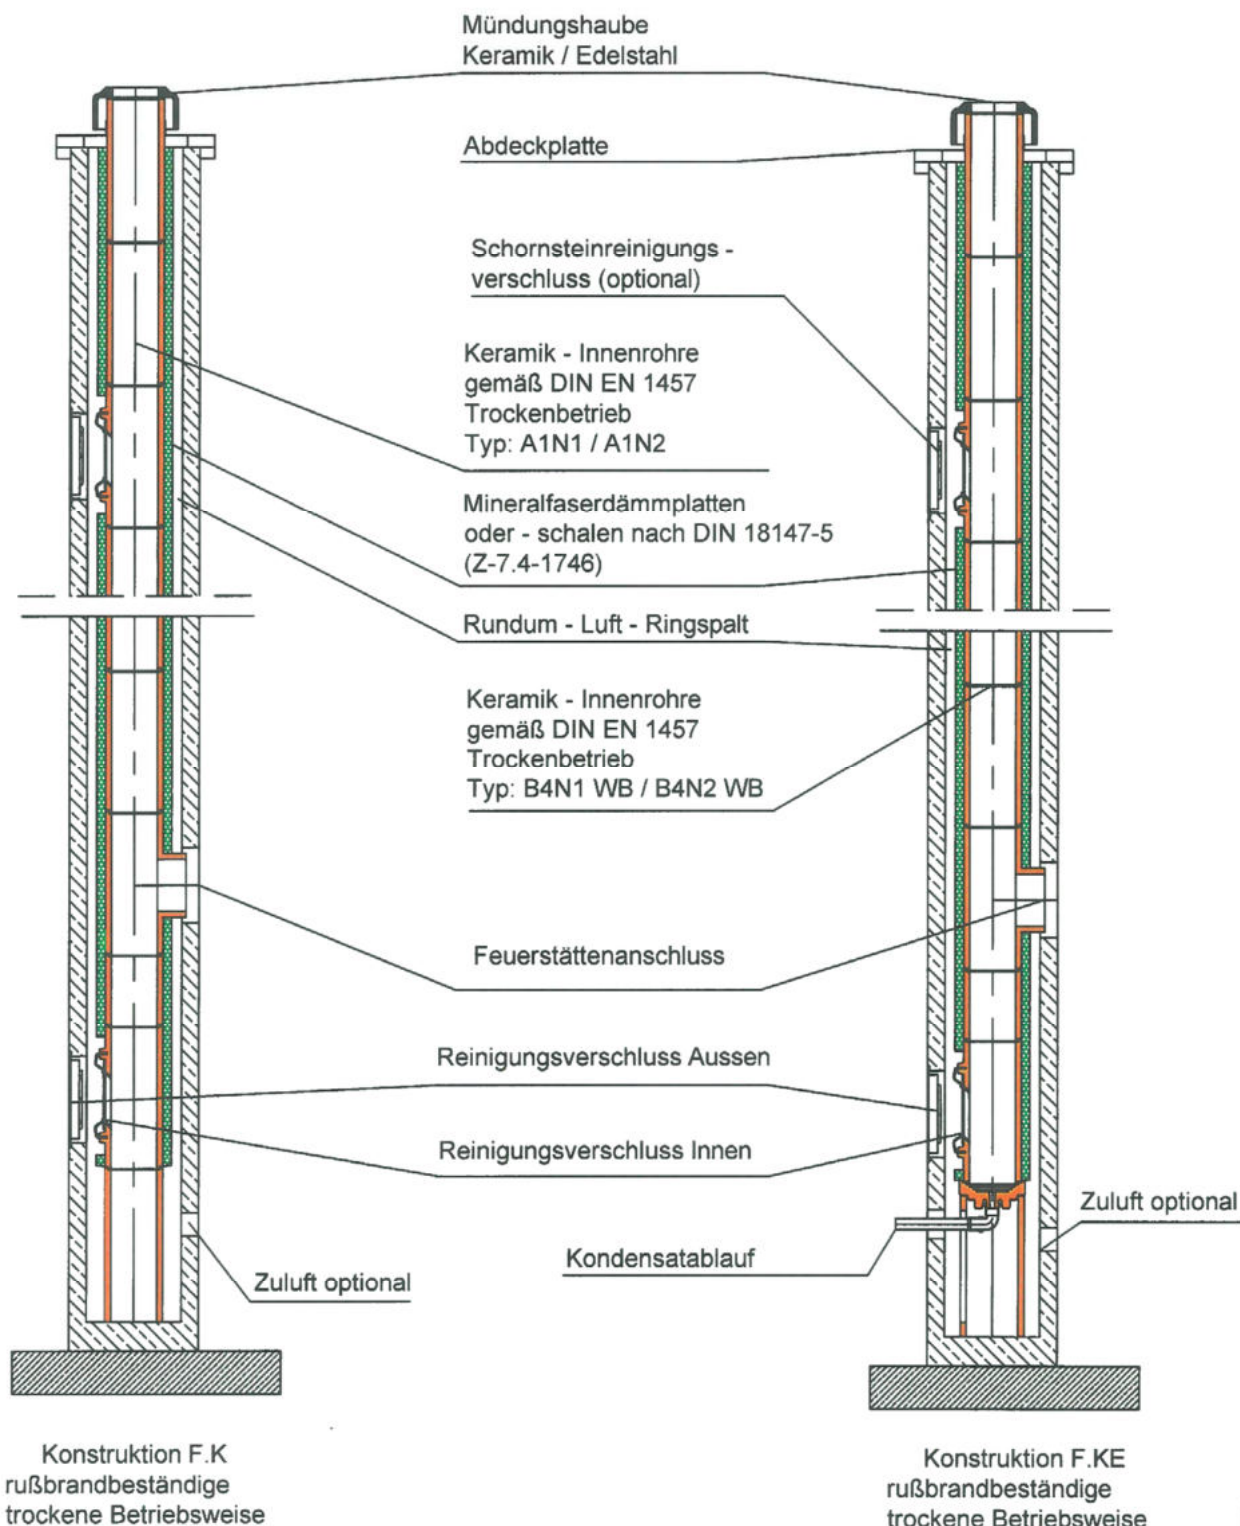 Mündungshaube
Keramik / Edelstahl
Abdeckplatte
Schornsteinreinigungs -
verschluss (optional)
Keramik - Innenrohre
gemäß DIN EN 1457
Trockenbetrieb
Typ: A1N1 / A1N2
Mineralfaserdämmplatten
oder - schalen nach DIN 18147-5
(Z-7.4-1746)
Rundum - Luft - Ringspalt
Keramik - Innenrohre
gemäß DIN EN 1457
Trockenbetrieb
Typ: B4N1 WB / B4N2 WB
Feuerstättenanschluss
Reinigungsverschluss Aussen
Reinigungsverschluss Innen
Zuluft optional
Kondensatablauf
Zuluft optional
Konstruktion F.K
rußbrandbeständige
trockene Betriebsweise
Konstruktion F.KE
rußbrandbeständige
trockene Betriebsweise